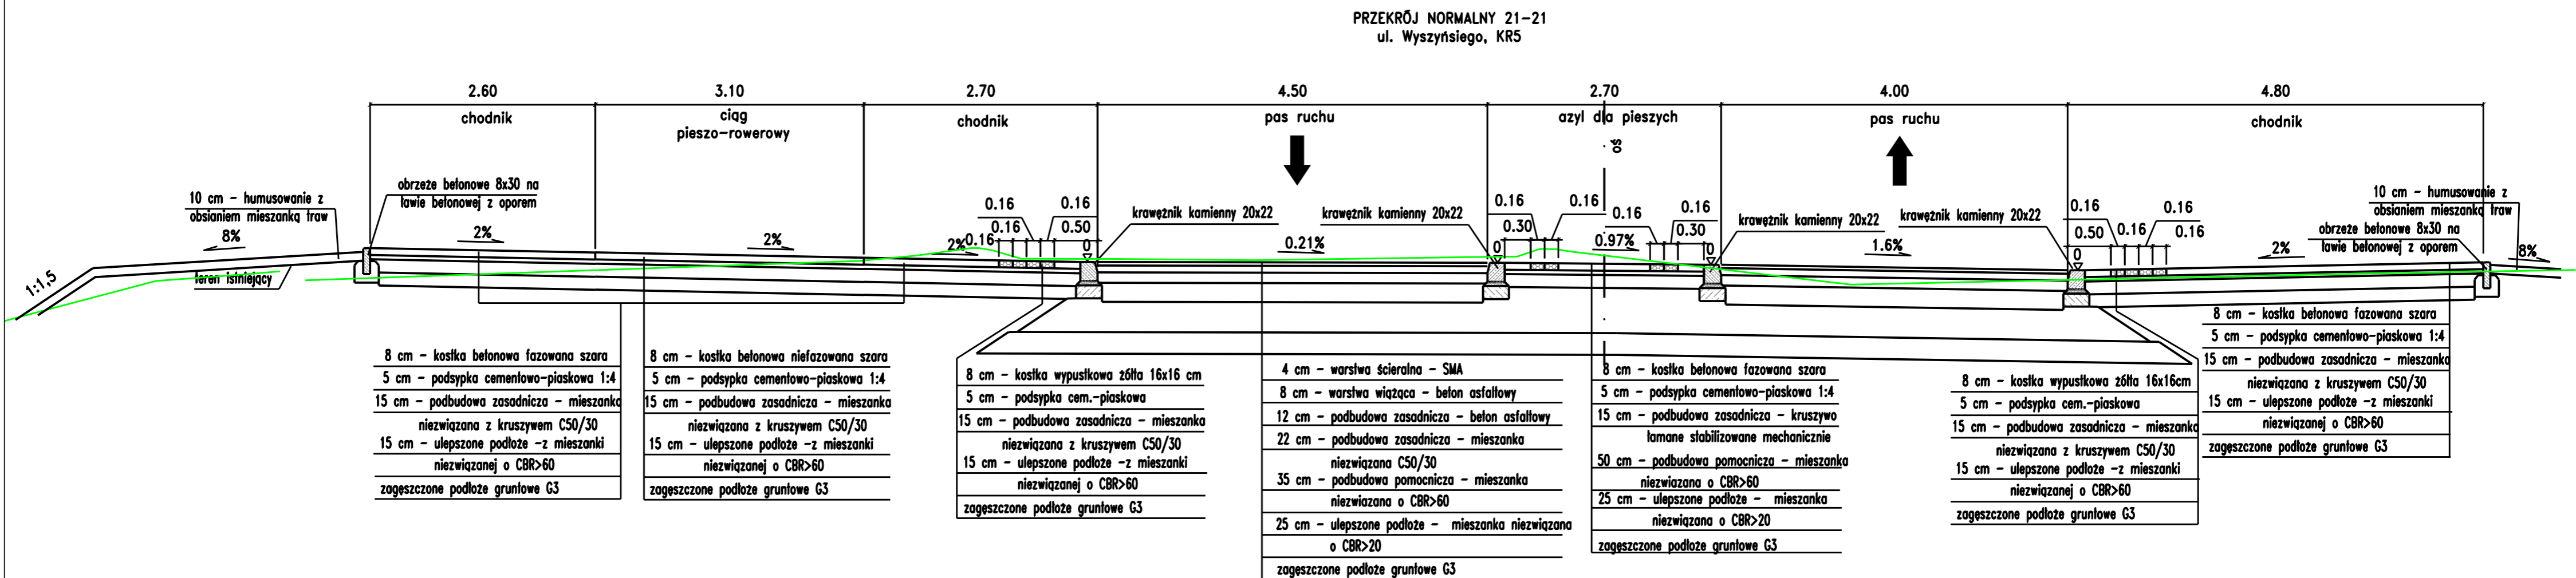 PRZEKRÓJ NORMALNY 21-21
ul. Wyszyńsiego, KR5
2.60
3.10
2.70
4.50
2.70
4.00
4.80
chodnik
ciąg
pieszo-rowerowy
chodnik
pas ruchu
azyl dla pieszych
pas ruchu
chodnik
oś
10 cm - humusowanie z
obsianiem mieszanką traw
8%
1:1,5
teren istniejący
obrzeże betonowe 8x30 na
ławie betonowej z oporem
2%
2%
2%
0.16
0.16
0.16
0.16
0.50
0
krawężnik kamienny 20x22
krawężnik kamienny 20x22
0.21%
0.16
0.16
0.30
0
0.16
0.16
0.97%
0.30
0
krawężnik kamienny 20x22
krawężnik kamienny 20x22
1.6%
0.16
0.16
0.50
0.16
0.16
0
2%
10 cm - humusowanie z
obsianiem mieszanką traw
obrzeże betonowe 8x30 na
ławie betonowej z oporem
8%
8 cm - kostka betonowa fazowana szara
5 cm - podsypka cementowo-piaskowa 1:4
15 cm - podbudowa zasadnicza - mieszanka
niezwiązana z kruszywem C50/30
15 cm - ulepszone podłoże -z mieszanki
niezwiązanej o CBR>60
zagęszczone podłoże gruntowe G3
8 cm - kostka betonowa niefazowana szara
5 cm - podsypka cementowo-piaskowa 1:4
15 cm - podbudowa zasadnicza - mieszanka
niezwiązana z kruszywem C50/30
15 cm - ulepszone podłoże -z mieszanki
niezwiązanej o CBR>60
zagęszczone podłoże gruntowe G3
8 cm - kostka wypustkowa żółta 16x16 cm
5 cm - podsypka cem.-piaskowa
15 cm - podbudowa zasadnicza - mieszanka
niezwiązana z kruszywem C50/30
15 cm - ulepszone podłoże -z mieszanki
niezwiązanej o CBR>60
zagęszczone podłoże gruntowe G3
4 cm - warstwa ścieralna - SMA
8 cm - warstwa wiążąca - beton asfaltowy
12 cm - podbudowa zasadnicza - beton asfaltowy
22 cm - podbudowa zasadnicza - mieszanka
niezwiązana C50/30
35 cm - podbudowa pomocnicza - mieszanka
niezwiazana o CBR>60
25 cm - ulepszone podłoże - mieszanka niezwiązana
o CBR>20
zagęszczone podłoże gruntowe G3
8 cm - kostka betonowa fazowana szara
5 cm - podsypka cementowo-piaskowa 1:4
15 cm - podbudowa zasadnicza - kruszywo
łamane stabilizowane mechanicznie
50 cm - podbudowa pomocnicza - mieszanka
niezwiazana o CBR>60
25 cm - ulepszone podłoże - mieszanka
niezwiązana o CBR>20
zagęszczone podłoże gruntowe G3
8 cm - kostka wypustkowa żółta 16x16cm
5 cm - podsypka cem.-piaskowa
15 cm - podbudowa zasadnicza - mieszanka
niezwiązana z kruszywem C50/30
15 cm - ulepszone podłoże -z mieszanki
niezwiązanej o CBR>60
zagęszczone podłoże gruntowe G3
8 cm - kostka betonowa fazowana szara
5 cm - podsypka cementowo-piaskowa 1:4
15 cm - podbudowa zasadnicza - mieszanka
niezwiązana z kruszywem C50/30
15 cm - ulepszone podłoże -z mieszanki
niezwiązanej o CBR>60
zagęszczone podłoże gruntowe G3